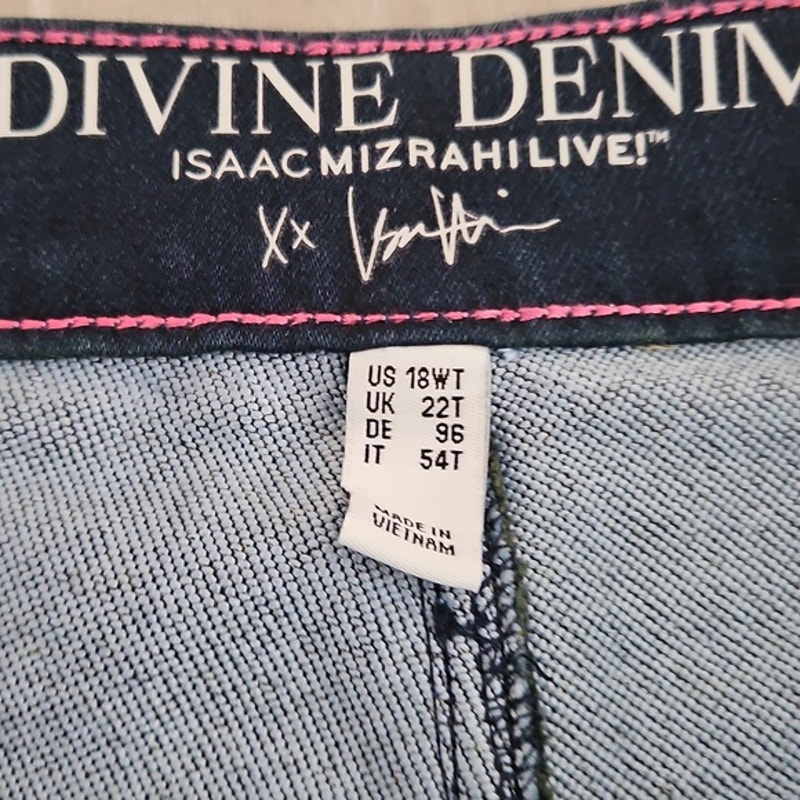 DIVINE DENIM
ISAACMIZRAHILIVE!™
Xx
US 18WT
UK 22T
DE 96
IT 54T
MADE IN
VIETNAM